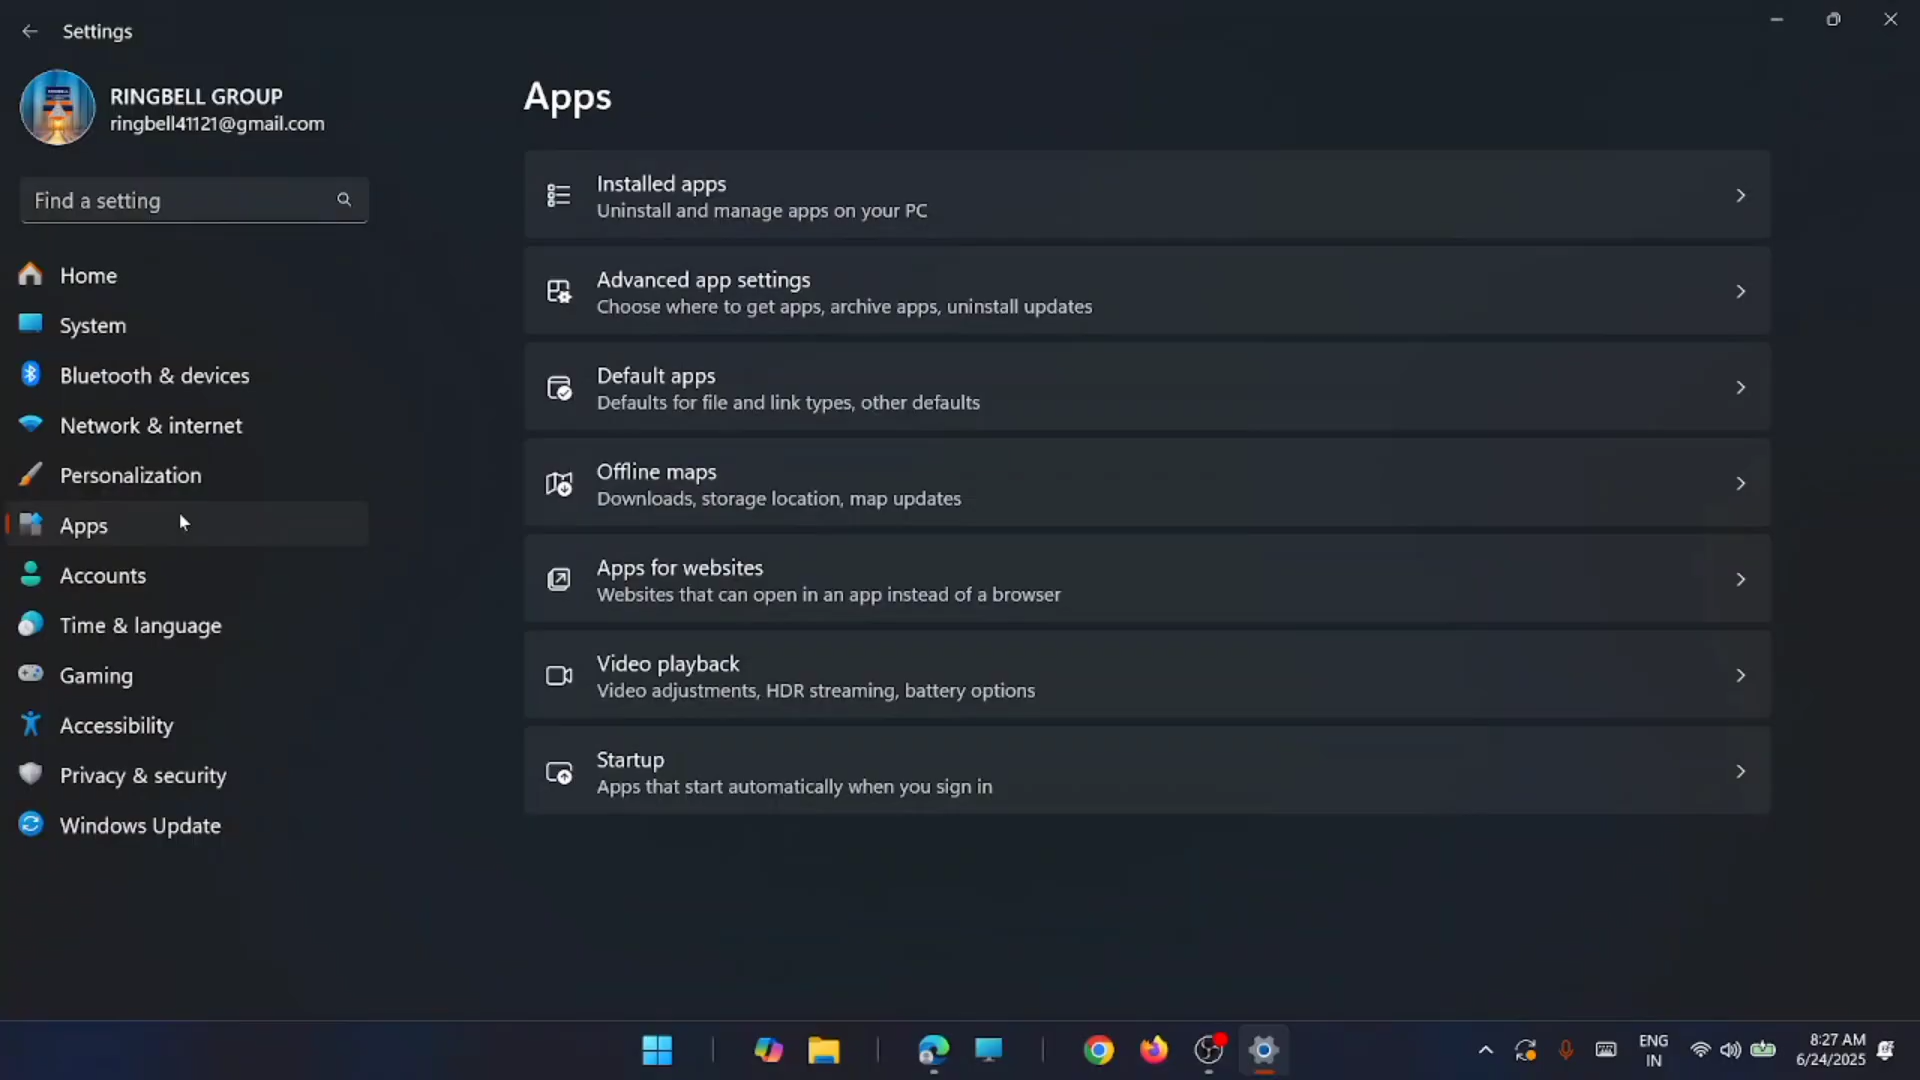 Settings
RINGBELL GROUP
ringbell41121@gmail.com
Find a setting
Home
System
Bluetooth & devices
Network & internet
Personalization
Apps
Accounts
Time & language
Gaming
Accessibility
Privacy & security
Windows Update
Apps
Installed apps
Uninstall and manage apps on your PC
Advanced app settings
Choose where to get apps, archive apps, uninstall updates
Default apps
Defaults for file and link types, other defaults
Offline maps
Downloads, storage location, map updates
Apps for websites
Websites that can open in an app instead of a browser
Video playback
Video adjustments, HDR streaming, battery options
Startup
Apps that start automatically when you sign in
ENG
IN
8:27 AM
6/24/2025